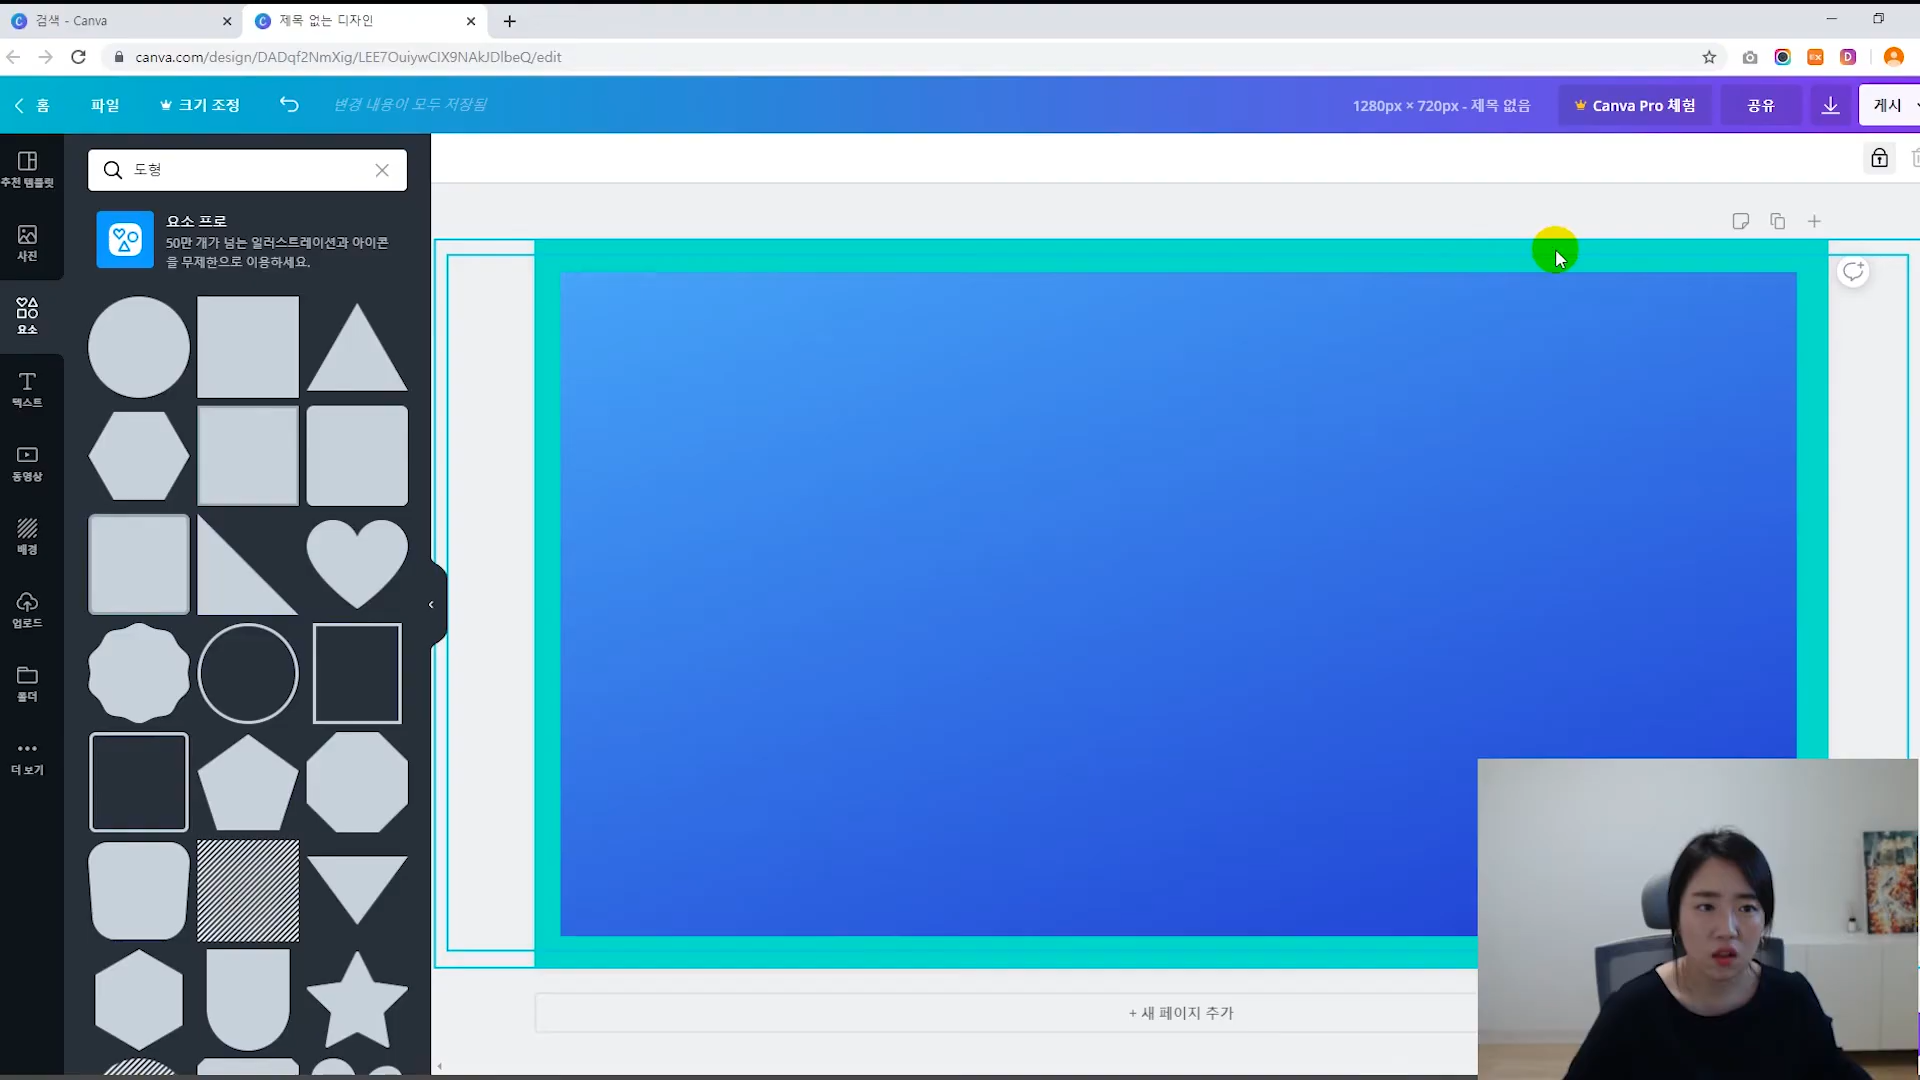 검색 - Canva
제목 없는 디자인
canva.com/design/DADqf2NmXig/LEE7OuiywCIX9NAkJDlbeQ/edit
홈
파일
크기 조정
변경 내용이 모두 저장됨
1280px × 720px - 제목 없음
Canva Pro 체험
공유
게시
추천 템플릿
사진
요소
텍스트
동영상
배경
업로드
폴더
더 보기
도형
요소 프로
50만 개가 넘는 일러스트레이션과 아이콘
을 무제한으로 이용하세요.
+ 새 페이지 추가